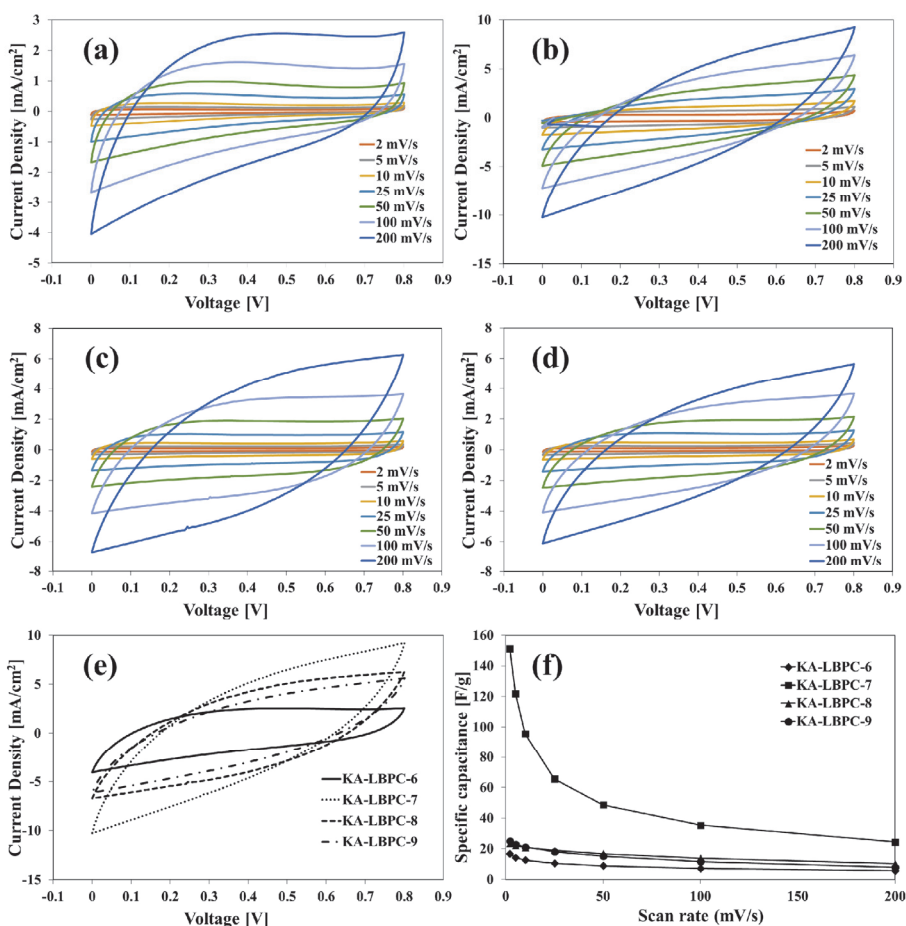 (a)
3
2
1
0
-1
-2
-3
-4
-5
-0.1 0 0.1 0.2 0.3 0.4 0.5 0.6 0.7 0.8 0.9
Current Density [mA/cm²]
Voltage [V]
2 mV/s
5 mV/s
10 mV/s
25 mV/s
50 mV/s
100 mV/s
200 mV/s
(b)
10
5
0
-5
-10
-15
-0.1 0 0.1 0.2 0.3 0.4 0.5 0.6 0.7 0.8 0.9
Current Density [mA/cm²]
Voltage [V]
2 mV/s
5 mV/s
10 mV/s
25 mV/s
50 mV/s
100 mV/s
200 mV/s
(c)
8
6
4
2
0
-2
-4
-6
-8
-0.1 0 0.1 0.2 0.3 0.4 0.5 0.6 0.7 0.8 0.9
Current Density [mA/cm²]
Voltage [V]
2 mV/s
5 mV/s
10 mV/s
25 mV/s
50 mV/s
100 mV/s
200 mV/s
(d)
8
6
4
2
0
-2
-4
-6
-8
-0.1 0 0.1 0.2 0.3 0.4 0.5 0.6 0.7 0.8 0.9
Current Density [mA/cm²]
Voltage [V]
2 mV/s
5 mV/s
10 mV/s
25 mV/s
50 mV/s
100 mV/s
200 mV/s
(e)
10
5
0
-5
-10
-15
-0.1 0 0.1 0.2 0.3 0.4 0.5 0.6 0.7 0.8 0.9
Current Density [mA/cm²]
Voltage [V]
KA-LBPC-6
KA-LBPC-7
KA-LBPC-8
KA-LBPC-9
(f)
160
140
120
100
80
60
40
20
0
0 50 100 150 200
Specific capacitance [F/g]
Scan rate (mV/s)
KA-LBPC-6
KA-LBPC-7
KA-LBPC-8
KA-LBPC-9